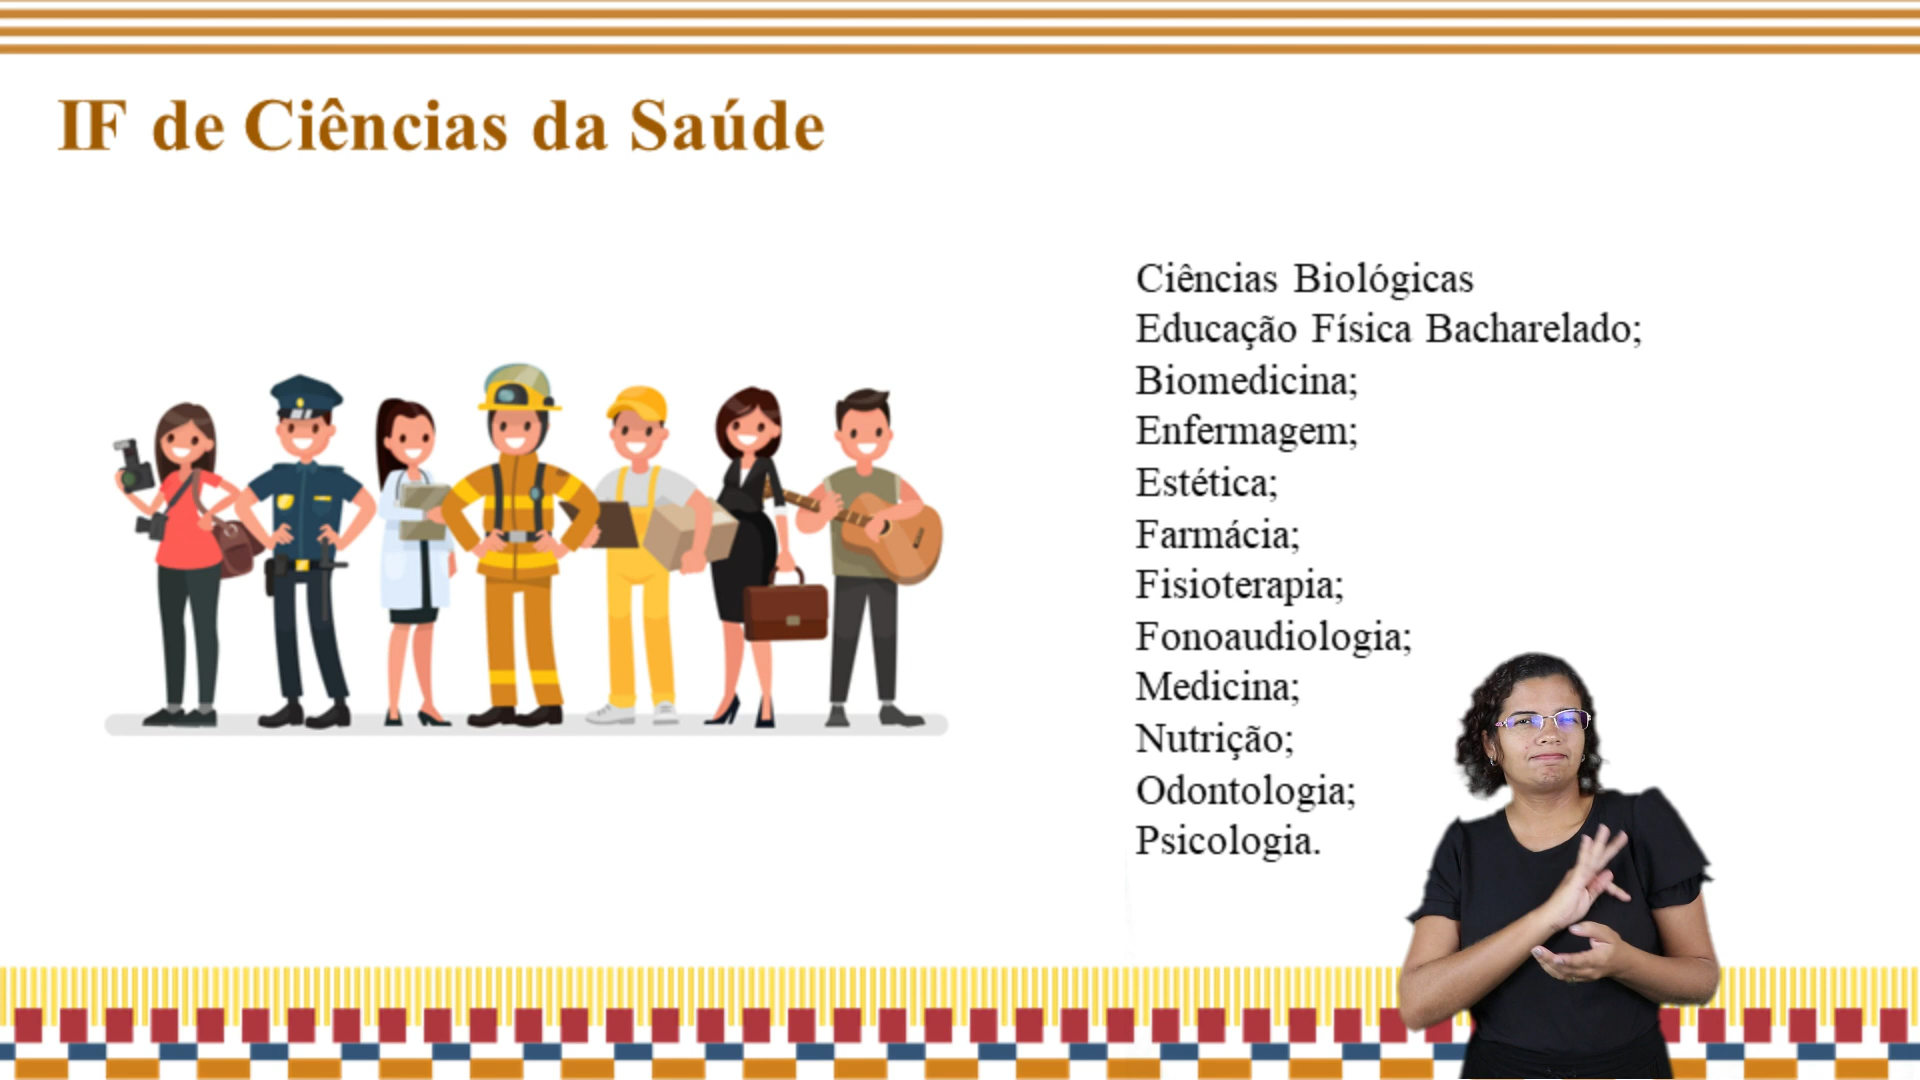 IF de Ciências da Saúde
Ciências Biológicas
Educação Física Bacharelado;
Biomedicina;
Enfermagem;
Estética;
Farmácia;
Fisioterapia;
Fonoaudiologia;
Medicina;
Nutrição;
Odontologia;
Psicologia.